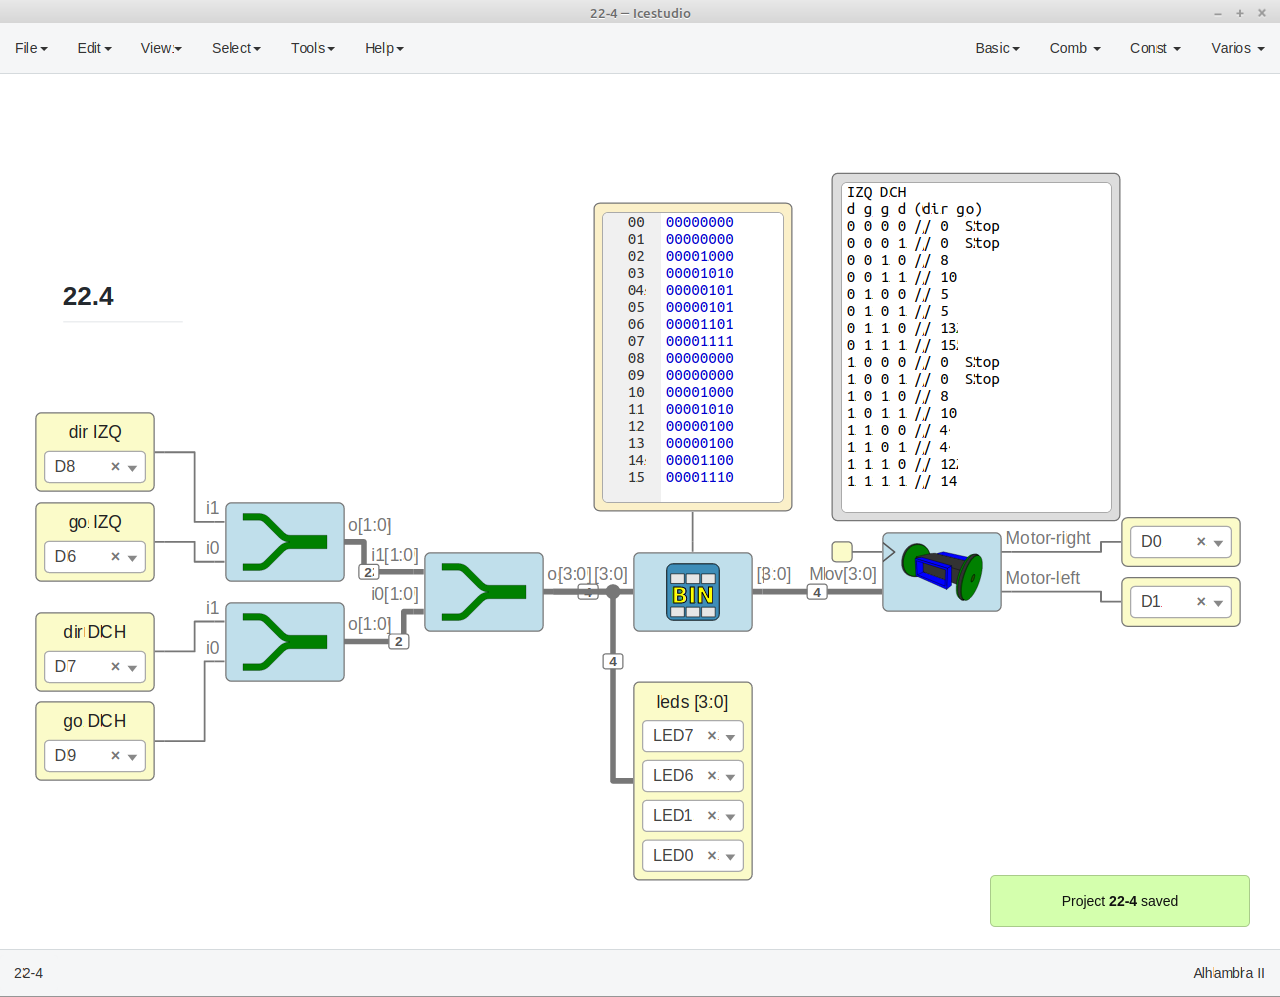 22-4 – Icestudio
File Edit View Select Tools Help Basic Comb Const Varios
22.4
dir IZQ
D8 ×
go IZQ
D6 ×
dir DCH
D7 ×
go DCH
D9 ×
i1
i0
o[1:0]
i1
i0
o[1:0]
2
2
i1[1:0]
i0[1:0]
o[3:0]
4
[3:0]
4
00 00000000
01 00000000
02 00001000
03 00001010
04 00000101
05 00000101
06 00001101
07 00001111
08 00000000
09 00000000
10 00001000
11 00001010
12 00000100
13 00000100
14 00001100
15 00001110
BIN
[3:0]
4
Mov[3:0]
leds [3:0]
LED7 ×
LED6 ×
LED1 ×
LED0 ×
IZQ DCH
d g g d (dir go)
0 0 0 0 // 0 Stop
0 0 0 1 // 0 Stop
0 0 1 0 // 8
0 0 1 1 // 10
0 1 0 0 // 5
0 1 0 1 // 5
0 1 1 0 // 13
0 1 1 1 // 15
1 0 0 0 // 0 Stop
1 0 0 1 // 0 Stop
1 0 1 0 // 8
1 0 1 1 // 10
1 1 0 0 // 4
1 1 0 1 // 4
1 1 1 0 // 12
1 1 1 1 // 14
Motor-right
Motor-left
D0 ×
D1 ×
Project 22-4 saved
22-4
Alhambra II